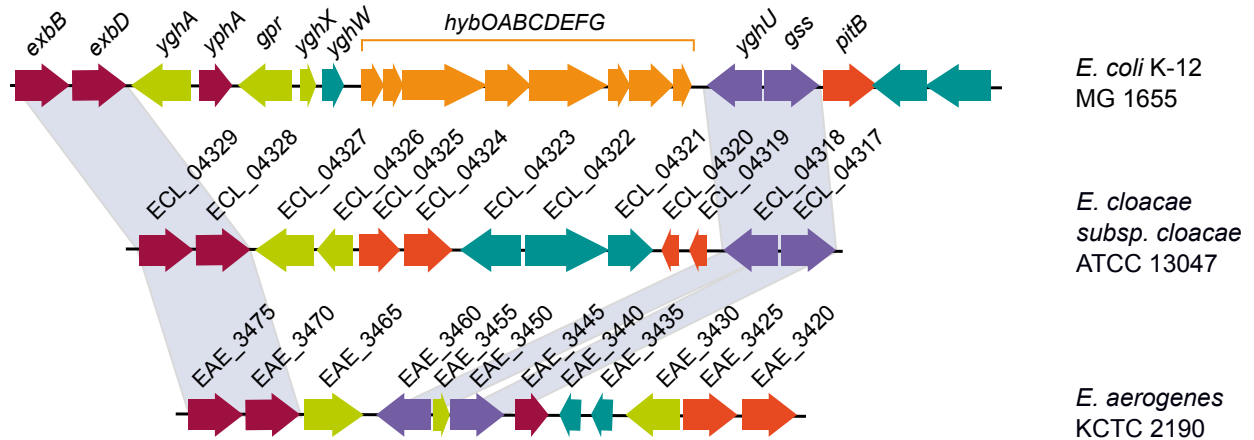 exbB exbD yghA yphA gpr yghX yghW hybOABCDEFG yghU gss pitB
E. coli K-12
MG 1655
ECL_04329 ECL_04328 ECL_04327 ECL_04326 ECL_04325 ECL_04324 ECL_04323 ECL_04322 ECL_04321 ECL_04320 ECL_04319 ECL_04318 ECL_04317
E. cloacae
subsp. cloacae
ATCC 13047
EAE_3475 EAE_3470 EAE_3465 EAE_3460 EAE_3455 EAE_3450 EAE_3445 EAE_3440 EAE_3435 EAE_3430 EAE_3425 EAE_3420
E. aerogenes
KCTC 2190